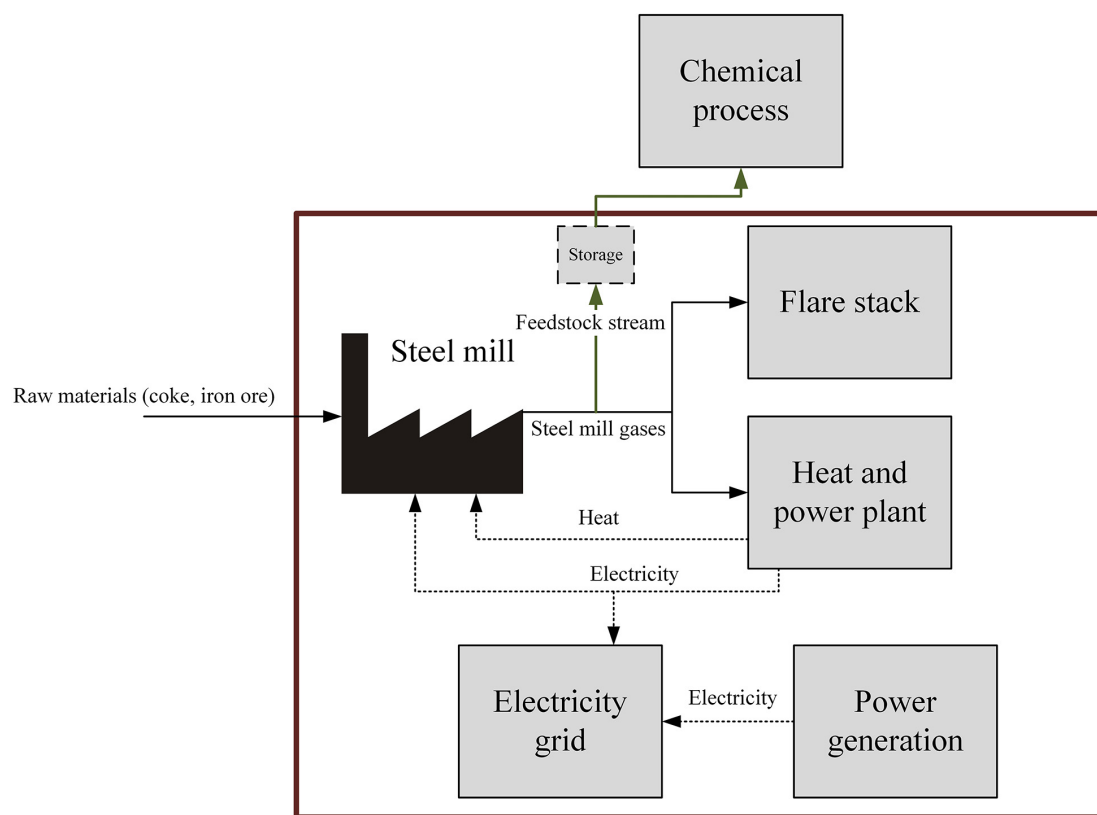 Chemical
process
Storage
Feedstock stream
Flare stack
Steel mill
Raw materials (coke, iron ore)
Steel mill gases
Heat and
power plant
Heat
Electricity
Electricity
grid
Electricity
Power
generation